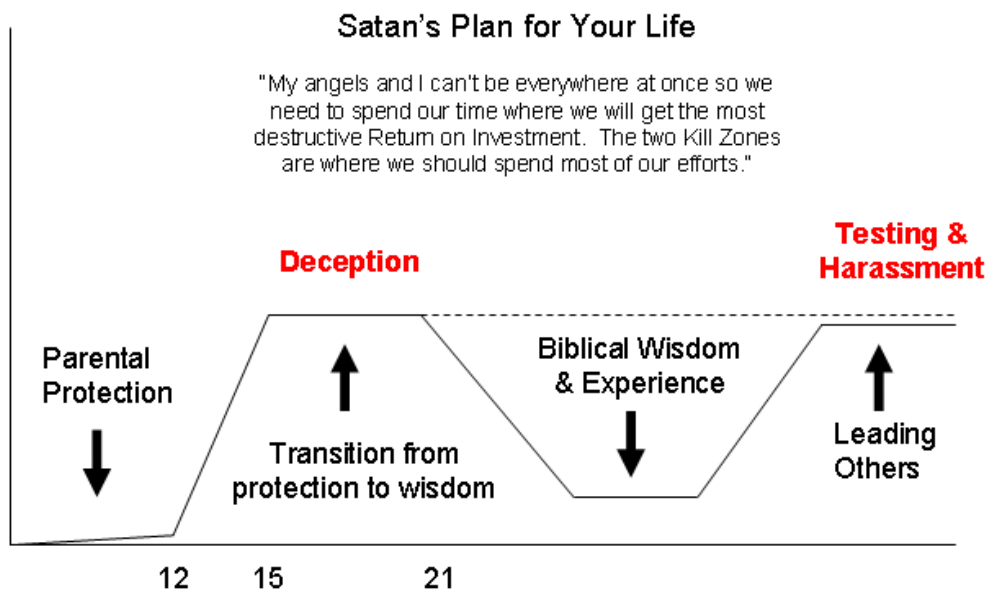 Satan's Plan for Your Life
"My angels and I can't be everywhere at once so we
need to spend our time where we will get the most
destructive Return on Investment.  The two Kill Zones
are where we should spend most of our efforts."
Deception
Testing &
Harassment
Parental
Protection
Transition from
protection to wisdom
Biblical Wisdom
& Experience
Leading
Others
12
15
21